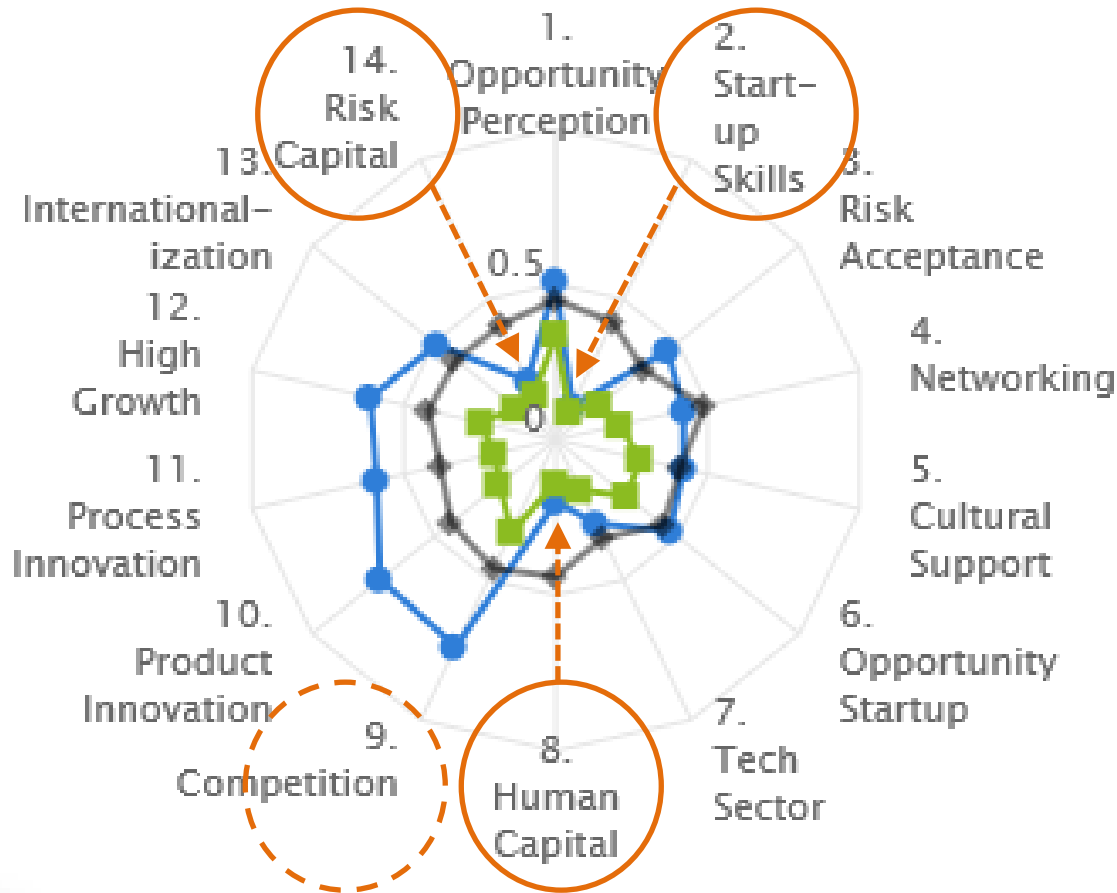 1.
Opportunity
Perception
2.
Start-
up
Skills
3.
Risk
Acceptance
4.
Networking
5.
Cultural
Support
6.
Opportunity
Startup
7.
Tech
Sector
8.
Human
Capital
9.
Competition
10.
Product
Innovation
11.
Process
Innovation
12.
High
Growth
13.
International-
ization
14.
Risk
Capital
0.5
0